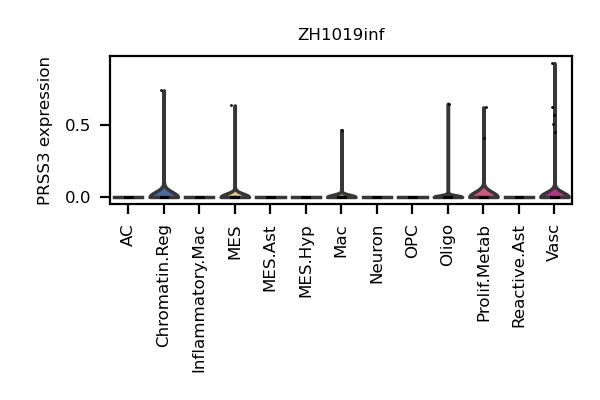 ZH1019inf
PRSS3 expression
0.5
0.0
AC
Chromatin.Reg
Inflammatory.Mac
MES
MES.Ast
MES.Hyp
Mac
Neuron
OPC
Oligo
Prolif.Metab
Reactive.Ast
Vasc